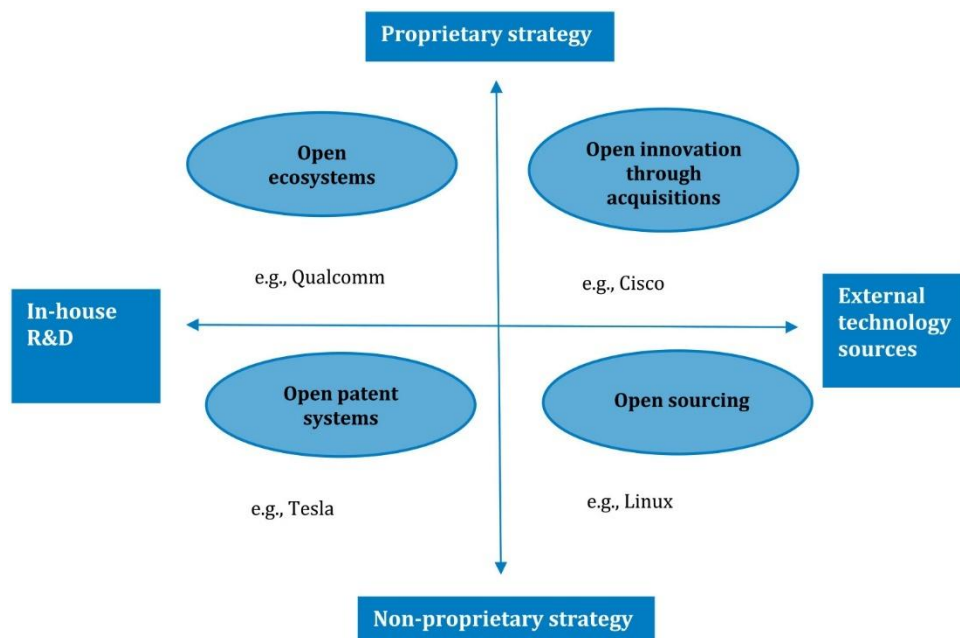 Proprietary strategy
Open
ecosystems
Open innovation
through
acquisitions
e.g., Qualcomm
e.g., Cisco
In-house
R&D
External
technology
sources
Open patent
systems
Open sourcing
e.g., Tesla
e.g., Linux
Non-proprietary strategy